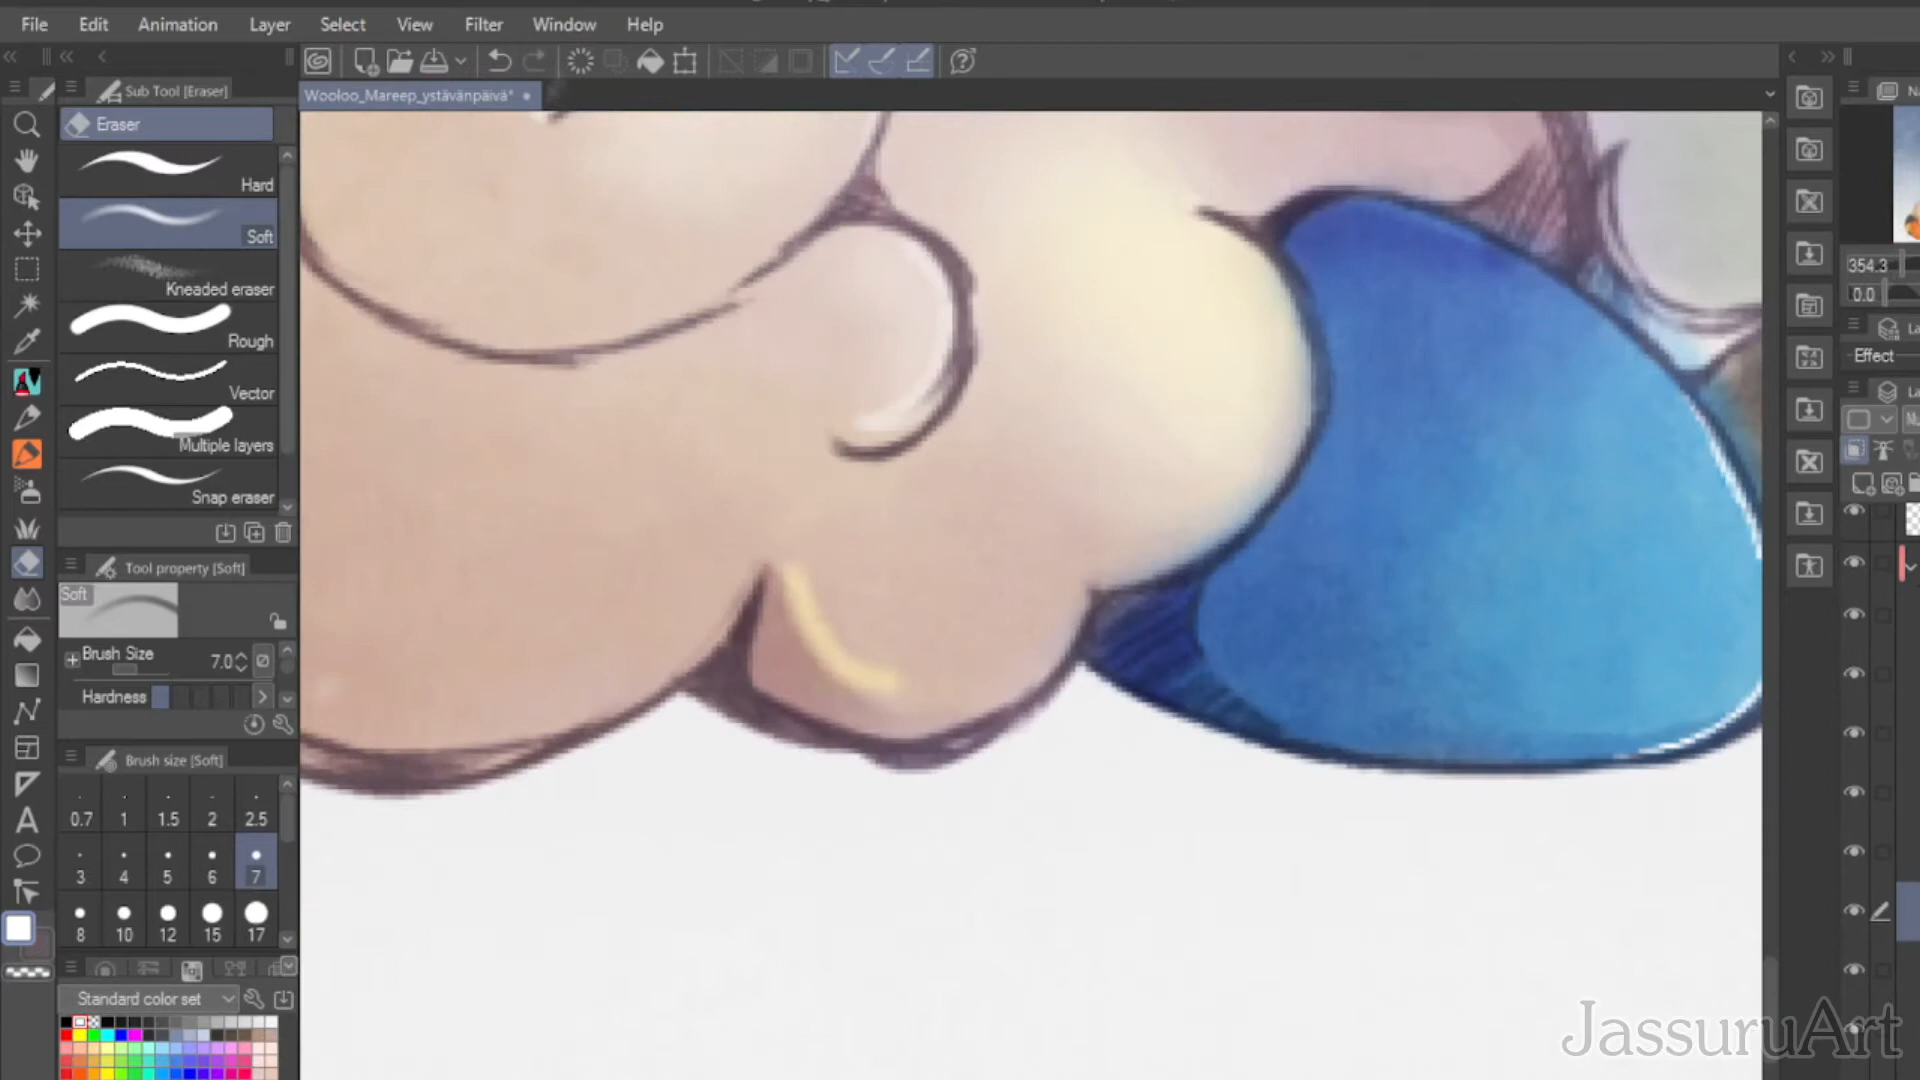 File Edit Animation Layer Select View Filter Window Help
Sub Tool [Eraser]
Wooloo_Mareep_ystävänpäivä*
Eraser
Hard
Soft
Kneaded eraser
Rough
Vector
Multiple layers
Snap eraser
Tool property [Soft]
Soft
Brush Size 7.0
Hardness
Brush size [Soft]
0.7 1 1.5 2 2.5
3 4 5 6 7
8 10 12 15 17
Standard color set
354.3
0.0
Effect
JassuruArt